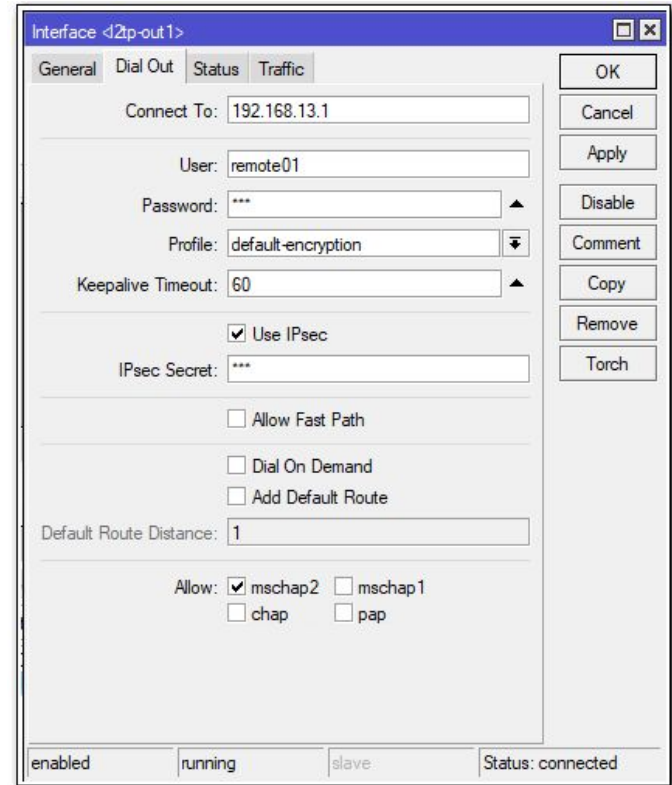 Interface <l2tp-out1>
General Dial Out Status Traffic
OK
Connect To: 192.168.13.1
Cancel
User: remote01
Apply
Password: ***
Disable
Profile: default-encryption
Comment
Keepalive Timeout: 60
Copy
Use IPsec
Remove
IPsec Secret: ***
Torch
Allow Fast Path
Dial On Demand
Add Default Route
Default Route Distance: 1
Allow: mschap2 mschap1
chap pap
enabled running slave Status: connected